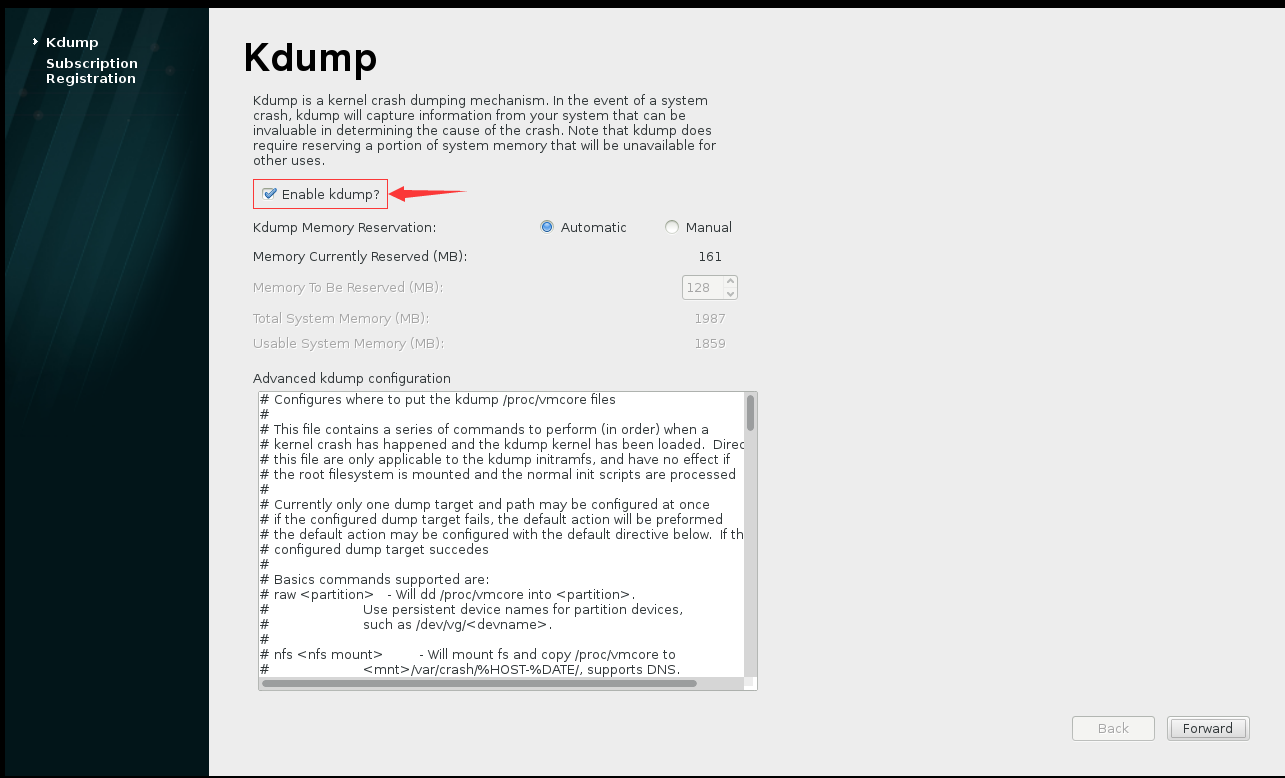 Kdump
Subscription
Registration
Kdump
Kdump is a kernel crash dumping mechanism. In the event of a system
crash, kdump will capture information from your system that can be
invaluable in determining the cause of the crash. Note that kdump does
require reserving a portion of system memory that will be unavailable for
other uses.
Enable kdump?
Kdump Memory Reservation: Automatic Manual
Memory Currently Reserved (MB): 161
Memory To Be Reserved (MB): 128
Total System Memory (MB): 1987
Usable System Memory (MB): 1859
Advanced kdump configuration
# Configures where to put the kdump /proc/vmcore files
#
# This file contains a series of commands to perform (in order) when a
# kernel crash has happened and the kdump kernel has been loaded. Direc
# this file are only applicable to the kdump initramfs, and have no effect if
# the root filesystem is mounted and the normal init scripts are processed
#
# Currently only one dump target and path may be configured at once
# if the configured dump target fails, the default action will be preformed
# the default action may be configured with the default directive below. If th
# configured dump target succedes
#
# Basics commands supported are:
# raw <partition> - Will dd /proc/vmcore into <partition>.
# Use persistent device names for partition devices,
# such as /dev/vg/<devname>.
#
# nfs <nfs mount> - Will mount fs and copy /proc/vmcore to
# <mnt>/var/crash/%HOST-%DATE/, supports DNS.
Back Forward